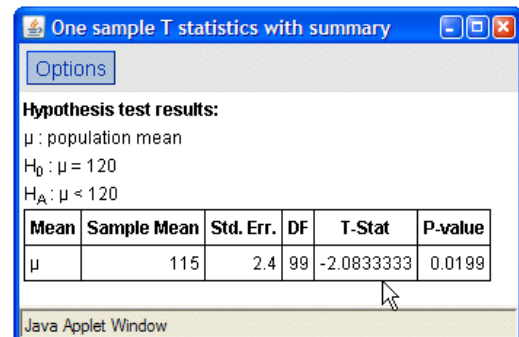 One sample T statistics with summary
Options
Hypothesis test results:
μ : population mean
H₀ : μ = 120
H_A : μ < 120
Mean Sample Mean Std. Err. DF T-Stat P-value
μ 115 2.4 99 -2.0833333 0.0199
Java Applet Window